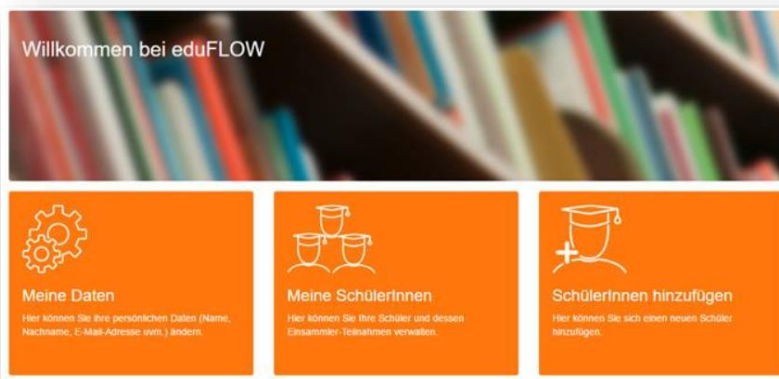 Willkommen bei eduFLOW
Meine Daten
Hier können Sie ihre persönlichen Daten (Name,
Nachname, E-Mail-Adresse uvm.) ändern.
Meine SchülerInnen
Hier können Sie Ihre Schüler und dessen
Einsammler-Teilnahmen verwalten.
SchülerInnen hinzufügen
Hier können Sie sich einen neuen Schüler
hinzufügen.